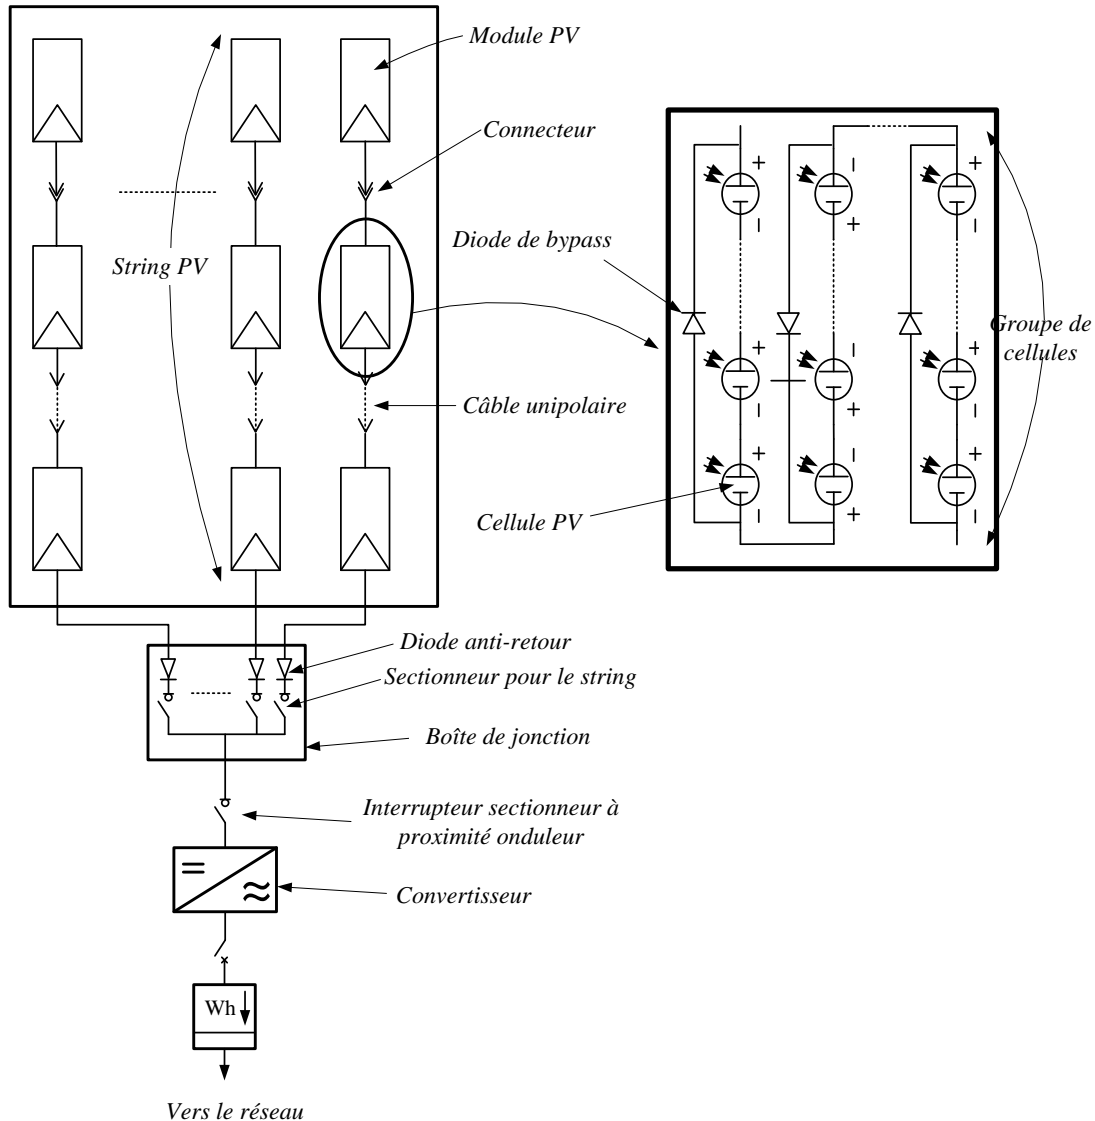 Module PV
Connecteur
String PV
Câble unipolaire
Diode de bypass
Groupe de
cellules
Cellule PV
+
+
+
+
+
+
+
+
+
Diode anti-retour
Sectionneur pour le string
Boîte de jonction
Interrupteur sectionneur à
proximité onduleur
Convertisseur
Wh
Vers le réseau